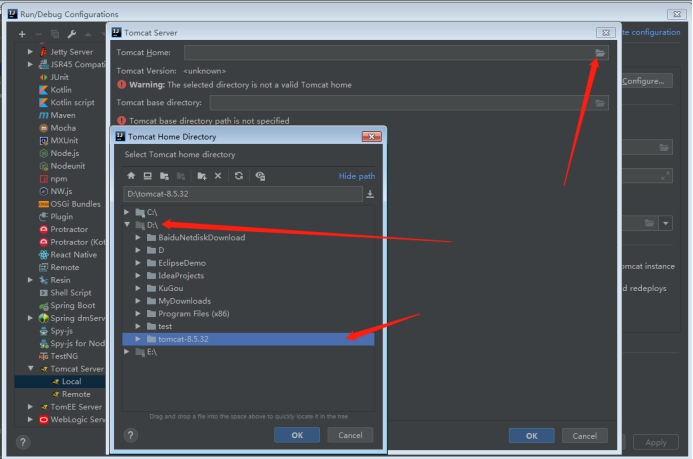 Run/Debug Configurations
Jetty Server
JSR45 Compati
JUnit
Kotlin
Kotlin script
Maven
Mocha
MXUnit
Node.js
Nodeunit
npm
NW.js
OSGi Bundles
Plugin
Protractor
Protractor (Kot
React Native
Remote
Resin
Shell Script
Spring Boot
Spring dmServ
Spy-js
Spy-js for Nod
TestNG
Tomcat Server
Local
Remote
TomEE Server
WebLogic Serv
?
Tomcat Server
Tomcat Home:
Tomcat Version: <unknown>
Warning: The selected directory is not a valid Tomcat home
Tomcat base directory:
Tomcat base directory path is not specified
Tomcat Home Directory
Select Tomcat home directory
Hide path
D:\tomcat-8.5.32
C:\
D:\
BaiduNetdiskDownload
D
EclipseDemo
IdeaProjects
KuGou
MyDownloads
Program Files (x86)
test
tomcat-8.5.32
E:\
Drag and drop a file into the space above to quickly locate it in the tree
?
OK
Cancel
OK
Cancel
te configuration
Configure...
omcat instance
d redeploys
Apply